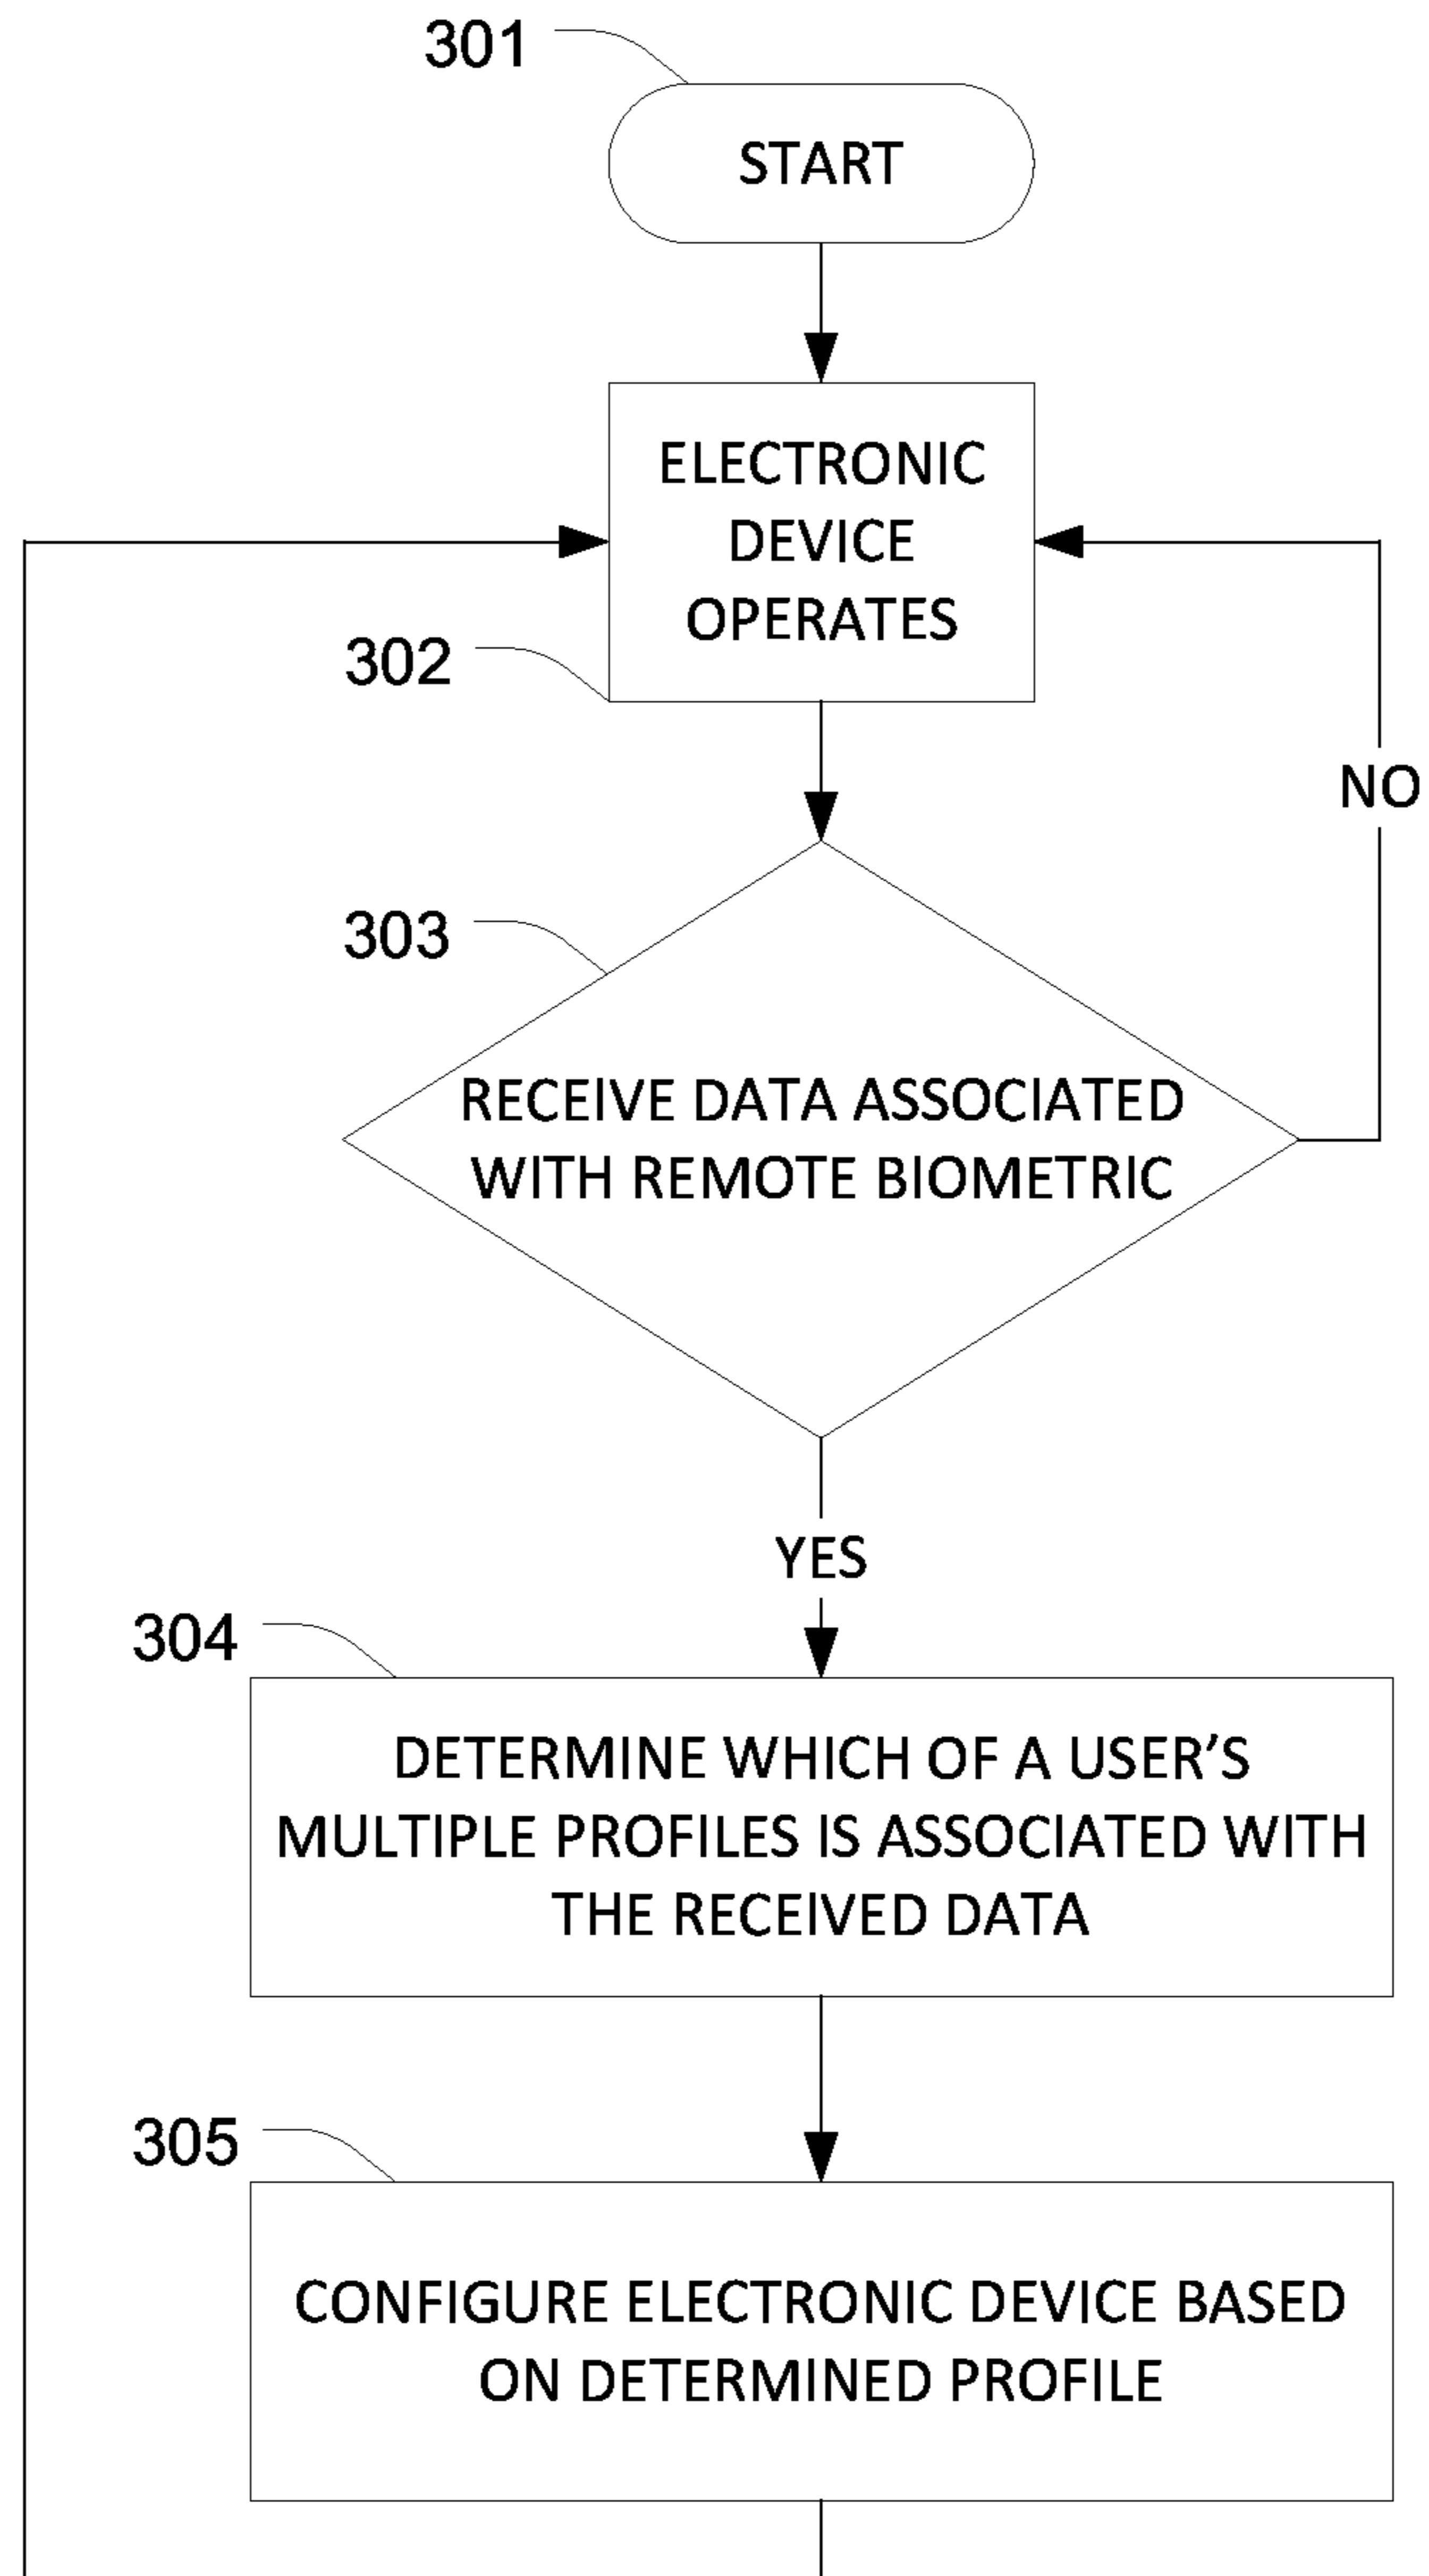 301
START
ELECTRONIC
DEVICE
OPERATES
302
NO
303
RECEIVE DATA ASSOCIATED
WITH REMOTE BIOMETRIC
YES
304
DETERMINE WHICH OF A USER’S
MULTIPLE PROFILES IS ASSOCIATED WITH
THE RECEIVED DATA
305
CONFIGURE ELECTRONIC DEVICE BASED
ON DETERMINED PROFILE